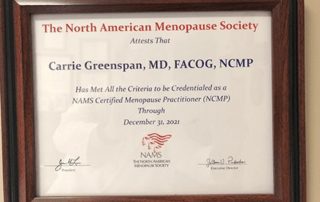 The North American Menopause Society
Attests That
Carrie Greenspan, MD, FACOG, NCMP
Has Met All the Criteria to be Credentialed as a
NAMS Certified Menopause Practitioner (NCMP)
Through
December 31, 2021
NAMS
THE NORTH AMERICAN
MENOPAUSE SOCIETY
President
Executive Director